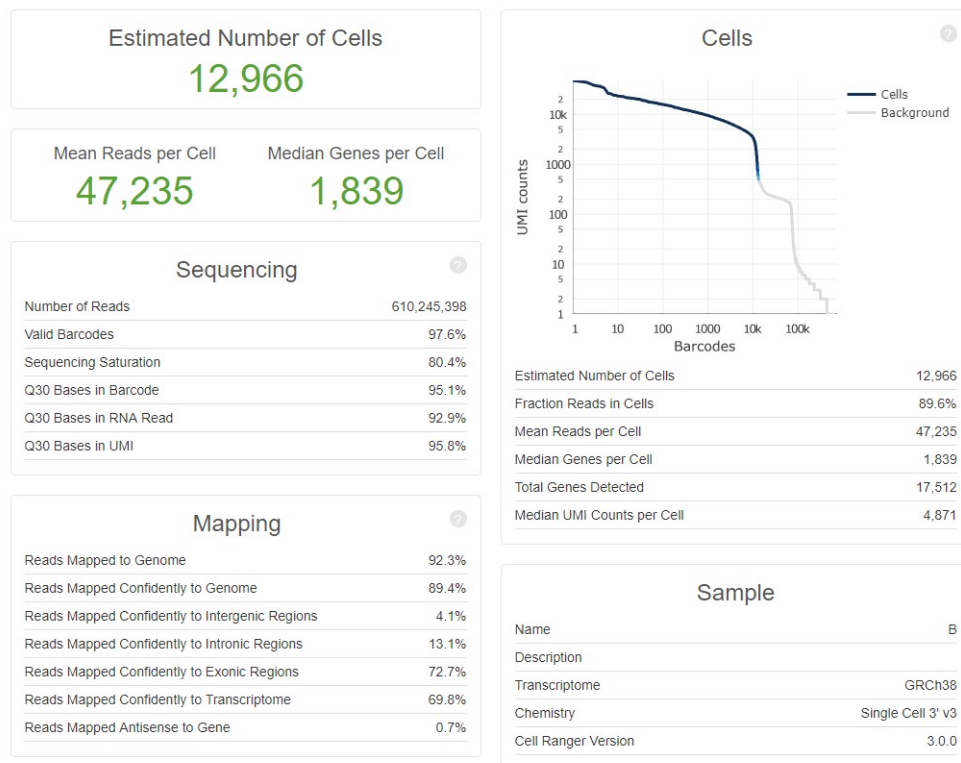 Estimated Number of Cells
12,966
Mean Reads per Cell Median Genes per Cell
47,235 1,839
Sequencing
?
Number of Reads 610,245,398
Valid Barcodes 97.6%
Sequencing Saturation 80.4%
Q30 Bases in Barcode 95.1%
Q30 Bases in RNA Read 92.9%
Q30 Bases in UMI 95.8%
Mapping
?
Reads Mapped to Genome 92.3%
Reads Mapped Confidently to Genome 89.4%
Reads Mapped Confidently to Intergenic Regions 4.1%
Reads Mapped Confidently to Intronic Regions 13.1%
Reads Mapped Confidently to Exonic Regions 72.7%
Reads Mapped Confidently to Transcriptome 69.8%
Reads Mapped Antisense to Gene 0.7%
Cells
?
Cells
Background
UMI counts
2
10k
5
2
1000
5
2
100
5
2
10
5
2
1
1 10 100 1000 10k 100k
Barcodes
Estimated Number of Cells 12,966
Fraction Reads in Cells 89.6%
Mean Reads per Cell 47,235
Median Genes per Cell 1,839
Total Genes Detected 17,512
Median UMI Counts per Cell 4,871
Sample
Name B
Description
Transcriptome GRCh38
Chemistry Single Cell 3' v3
Cell Ranger Version 3.0.0